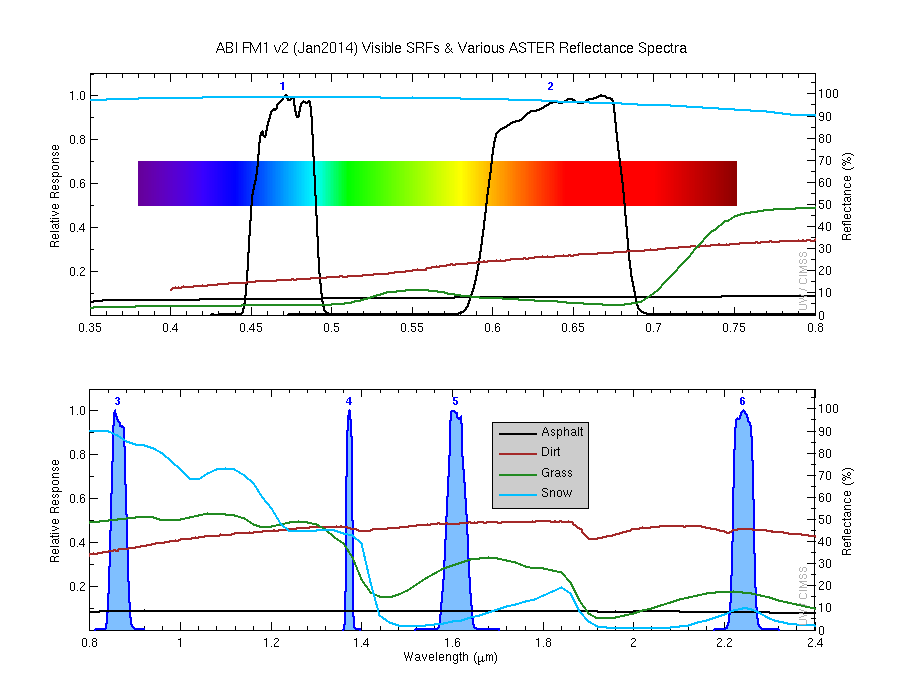 ABI FM1 v2 (Jan2014) Visible SRFs & Various ASTER Reflectance Spectra
1 2
1.0 0.8 0.6 0.4 0.2
Relative Response
100 90 80 70 60 50 40 30 20 10 0
Reflectance (%)
UW/ CIMSS
0.35 0.4 0.45 0.5 0.55 0.6 0.65 0.7 0.75 0.8
3 4 5 6
1.0 0.8 0.6 0.4 0.2
Relative Response
Asphalt
Dirt
Grass
Snow
100 90 80 70 60 50 40 30 20 10 0
Reflectance (%)
UW/ CIMSS
0.8 1 1.2 1.4 1.6 1.8 2 2.2 2.4
Wavelength (μm)